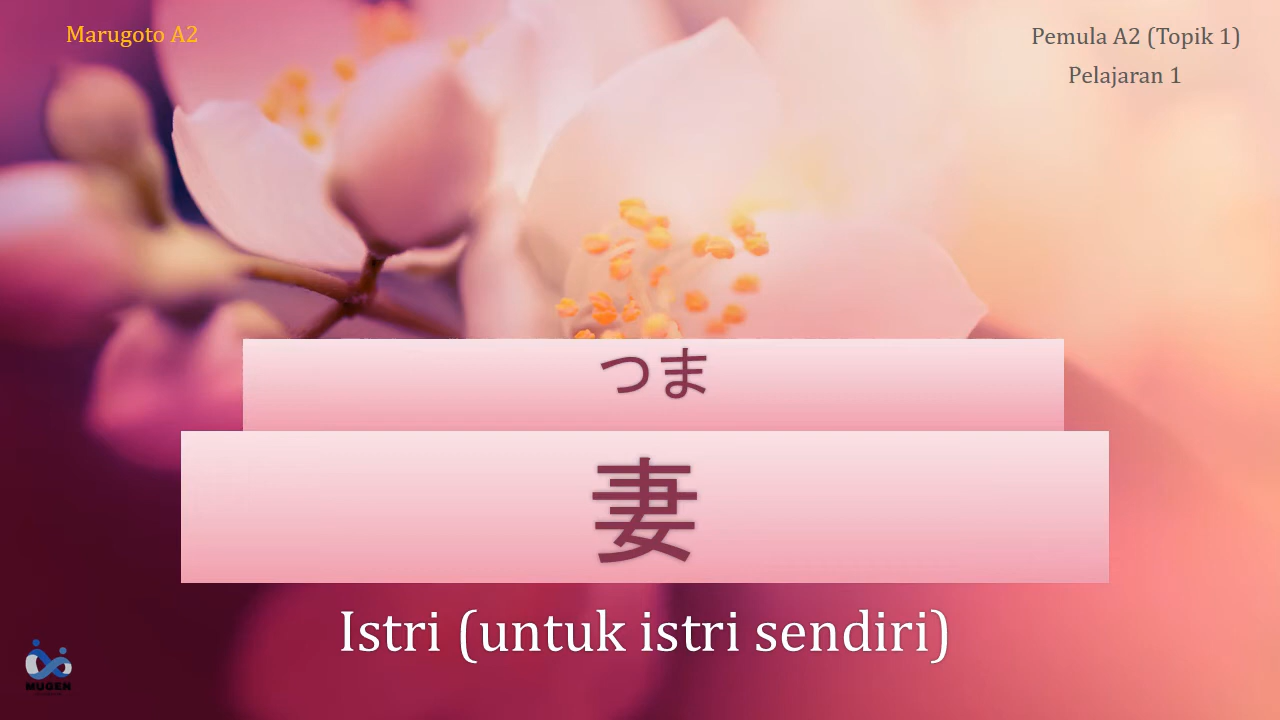 Marugoto A2
Pemula A2 (Topik 1)
Pelajaran 1
つま
妻
Istri (untuk istri sendiri)
MUGEN